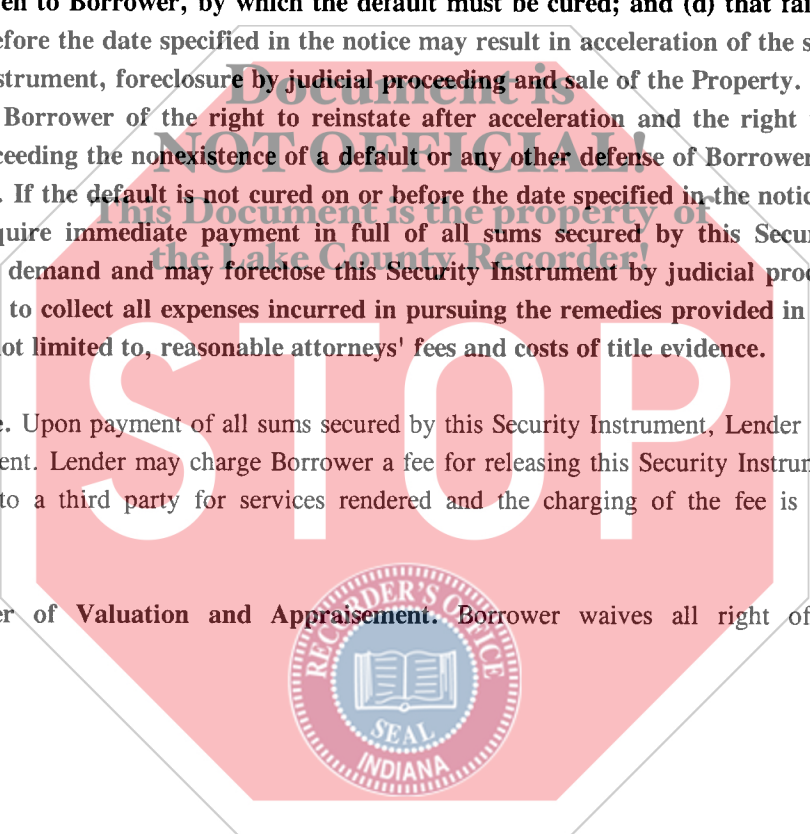 en to Borrower, by which the default must be cured; and (d) that fai
efore the date specified in the notice may result in acceleration of the s
strument, foreclosure by judicial proceeding and sale of the Property.
Document is
Borrower of the right to reinstate after acceleration and the right
NOT OFFICIAL!
ceeding the nonexistence of a default or any other defense of Borrower
. If the default is not cured on or before the date specified in the notic
This Document is the property of
quire immediate payment in full of all sums secured by this Secur
the Lake County Recorder!
demand and may foreclose this Security Instrument by judicial proc
to collect all expenses incurred in pursuing the remedies provided in
ot limited to, reasonable attorneys' fees and costs of title evidence.
STOP
e. Upon payment of all sums secured by this Security Instrument, Lender
ent. Lender may charge Borrower a fee for releasing this Security Instrum
to a third party for services rendered and the charging of the fee is
er of Valuation and Appraisement. Borrower waives all right of
RECORDER'S OFFICE
SEAL
INDIANA